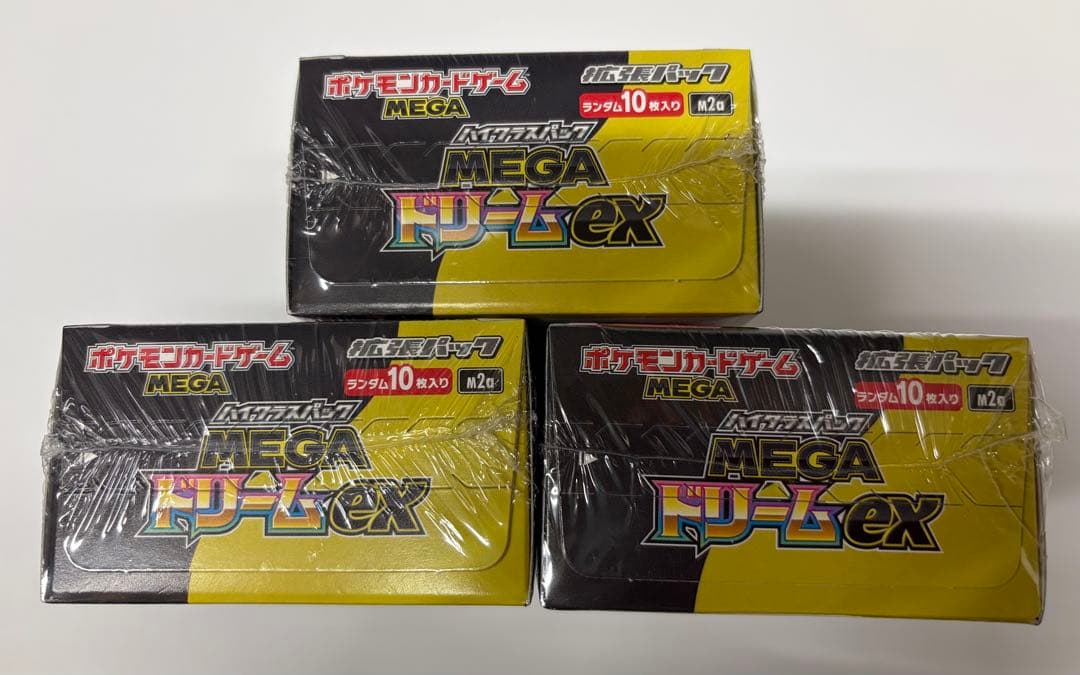 ポケモンカードゲーム
MEGA
拡張パック
ランダム10枚入り M2a
ハイクラスパック
MEGA
ドリームex
ポケモンカードゲーム
MEGA
拡張パック
ランダム10枚入り M2a
ハイクラスパック
MEGA
ドリームex
ポケモンカードゲーム
MEGA
拡張パック
ランダム10枚入り M2a
ハイクラスパック
MEGA
ドリームex